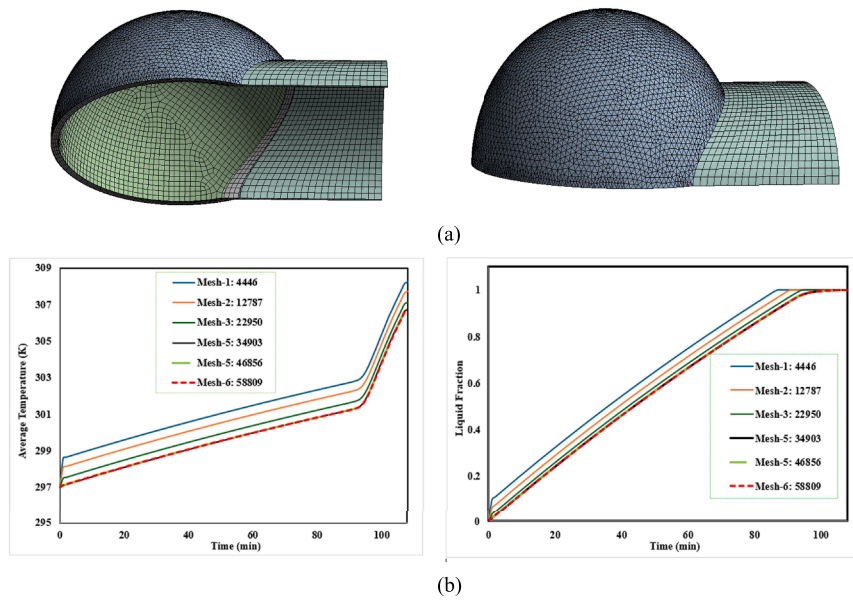 (a)
309
307
305
303
301
299
297
295
Average Temperature (K)
Mesh-1: 4446
Mesh-2: 12787
Mesh-3: 22950
Mesh-5: 34903
Mesh-5: 46856
Mesh-6: 58809
0 20 40 60 80 100
Time (min)
1
0.8
0.6
0.4
0.2
0
Liquid Fraction
Mesh-1: 4446
Mesh-2: 12787
Mesh-3: 22950
Mesh-5: 34903
Mesh-5: 46856
Mesh-6: 58809
0 20 40 60 80 100
Time (min)
(b)